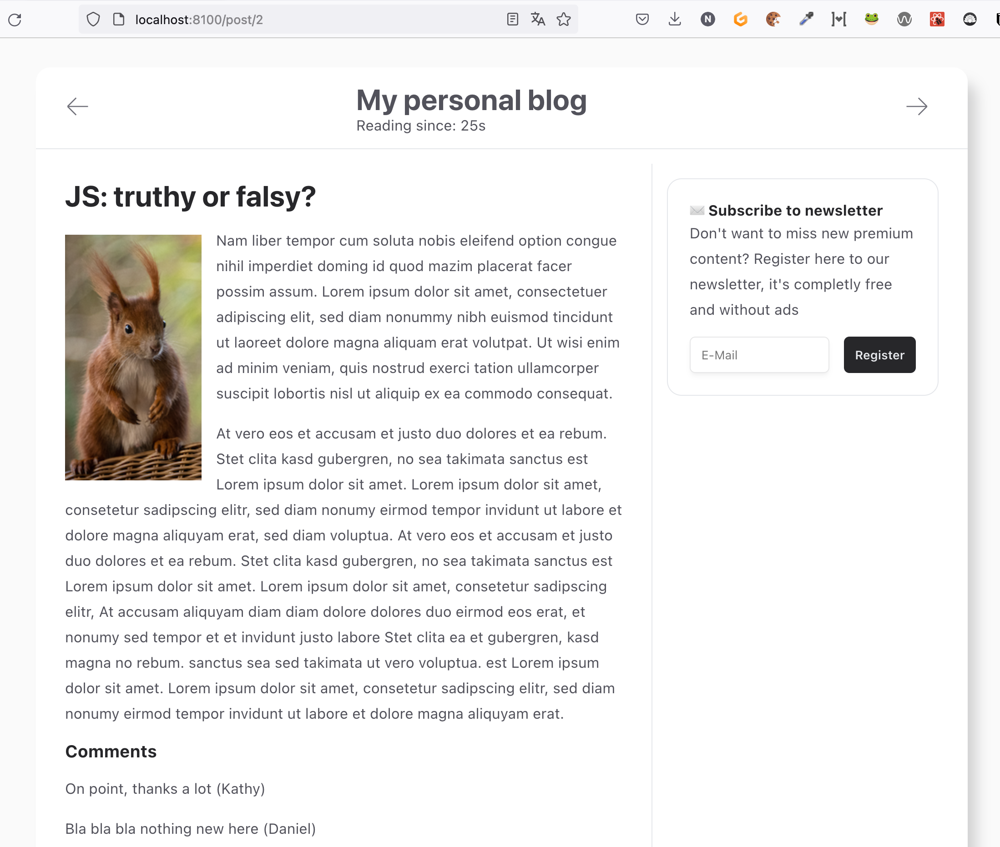 localhost:8100/post/2
N
My personal blog
Reading since: 25s
JS: truthy or falsy?
Nam liber tempor cum soluta nobis eleifend option congue
nihil imperdiet doming id quod mazim placerat facer
possim assum. Lorem ipsum dolor sit amet, consectetuer
adipiscing elit, sed diam nonummy nibh euismod tincidunt
ut laoreet dolore magna aliquam erat volutpat. Ut wisi enim
ad minim veniam, quis nostrud exerci tation ullamcorper
suscipit lobortis nisl ut aliquip ex ea commodo consequat.
At vero eos et accusam et justo duo dolores et ea rebum.
Stet clita kasd gubergren, no sea takimata sanctus est
Lorem ipsum dolor sit amet. Lorem ipsum dolor sit amet,
consetetur sadipscing elitr, sed diam nonumy eirmod tempor invidunt ut labore et
dolore magna aliquyam erat, sed diam voluptua. At vero eos et accusam et justo
duo dolores et ea rebum. Stet clita kasd gubergren, no sea takimata sanctus est
Lorem ipsum dolor sit amet. Lorem ipsum dolor sit amet, consetetur sadipscing
elitr, At accusam aliquyam diam diam dolore dolores duo eirmod eos erat, et
nonumy sed tempor et et invidunt justo labore Stet clita ea et gubergren, kasd
magna no rebum. sanctus sea sed takimata ut vero voluptua. est Lorem ipsum
dolor sit amet. Lorem ipsum dolor sit amet, consetetur sadipscing elitr, sed diam
nonumy eirmod tempor invidunt ut labore et dolore magna aliquyam erat.
Comments
On point, thanks a lot (Kathy)
Bla bla bla nothing new here (Daniel)
Subscribe to newsletter
Don't want to miss new premium
content? Register here to our
newsletter, it's completly free
and without ads
E-Mail
Register